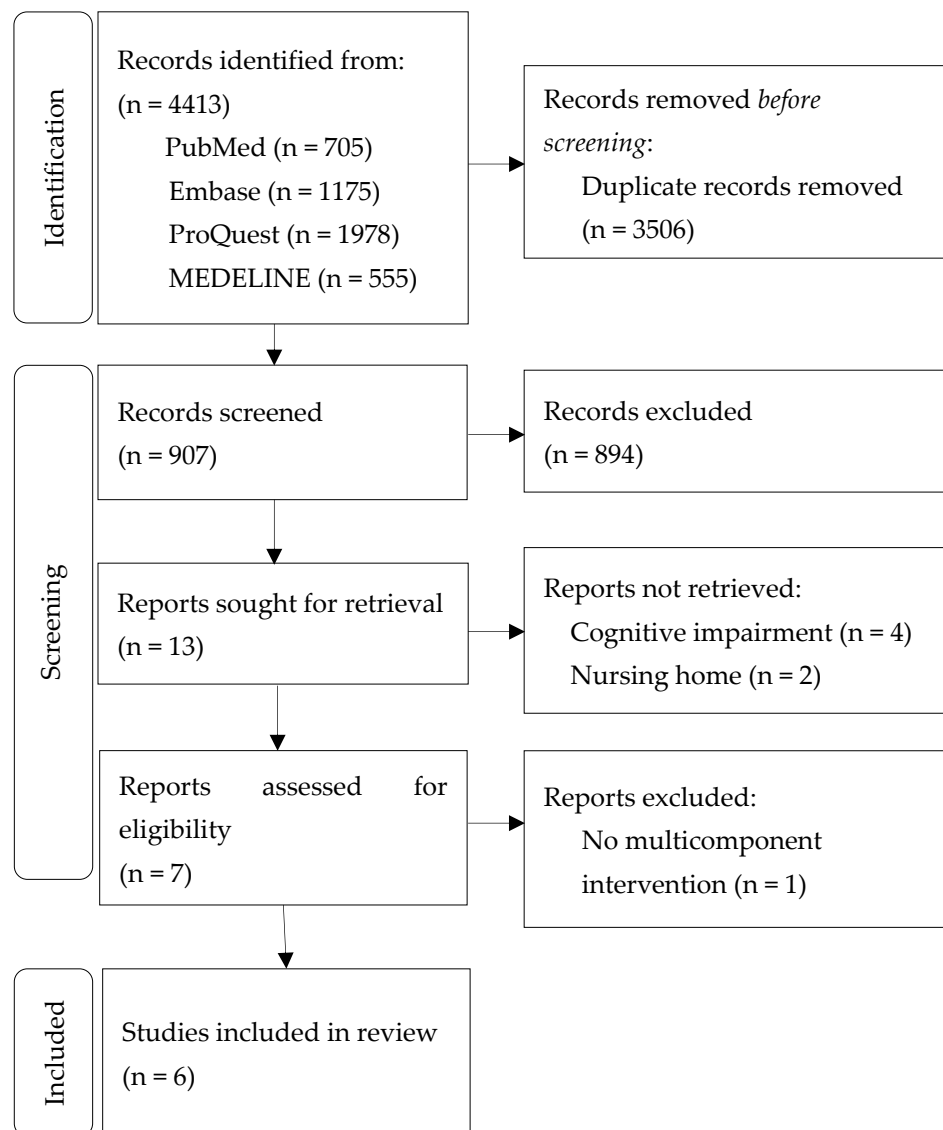 Identification
Records identified from:
(n = 4413)
PubMed (n = 705)
Embase (n = 1175)
ProQuest (n = 1978)
MEDELINE (n = 555)
Records removed before
screening:
Duplicate records removed
(n = 3506)
Screening
Records screened
(n = 907)
Records excluded
(n = 894)
Reports sought for retrieval
(n = 13)
Reports not retrieved:
Cognitive impairment (n = 4)
Nursing home (n = 2)
Reports assessed for
eligibility
(n = 7)
Reports excluded:
No multicomponent
intervention (n = 1)
Included
Studies included in review
(n = 6)